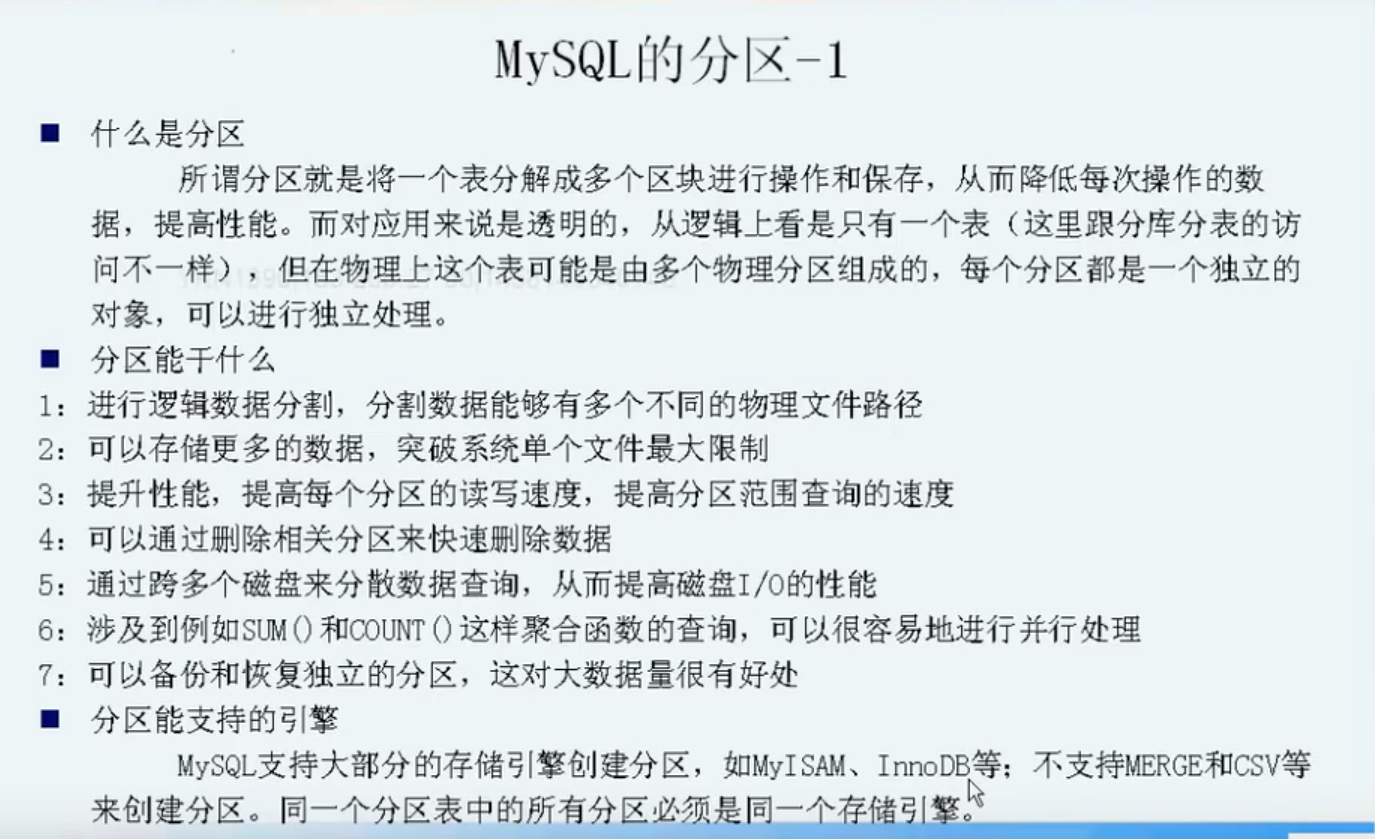 MySQL的分区-1
什么是分区
所谓分区就是将一个表分解成多个区块进行操作和保存，从而降低每次操作的数
据，提高性能。而对应用来说是透明的，从逻辑上看是只有一个表（这里跟分库分表的访
问不一样），但在物理上这个表可能是由多个物理分区组成的，每个分区都是一个独立的
对象，可以进行独立处理。
分区能干什么
1：进行逻辑数据分割，分割数据能够有多个不同的物理文件路径
2：可以存储更多的数据，突破系统单个文件最大限制
3：提升性能，提高每个分区的读写速度，提高分区范围查询的速度
4：可以通过删除相关分区来快速删除数据
5：通过跨多个磁盘来分散数据查询，从而提高磁盘I/O的性能
6：涉及到例如SUM()和COUNT()这样聚合函数的查询，可以很容易地进行并行处理
7：可以备份和恢复独立的分区，这对大数据量很有好处
分区能支持的引擎
MySQL支持大部分的存储引擎创建分区，如MyISAM、InnoDB等；不支持MERGE和CSV等
来创建分区。同一个分区表中的所有分区必须是同一个存储引擎。